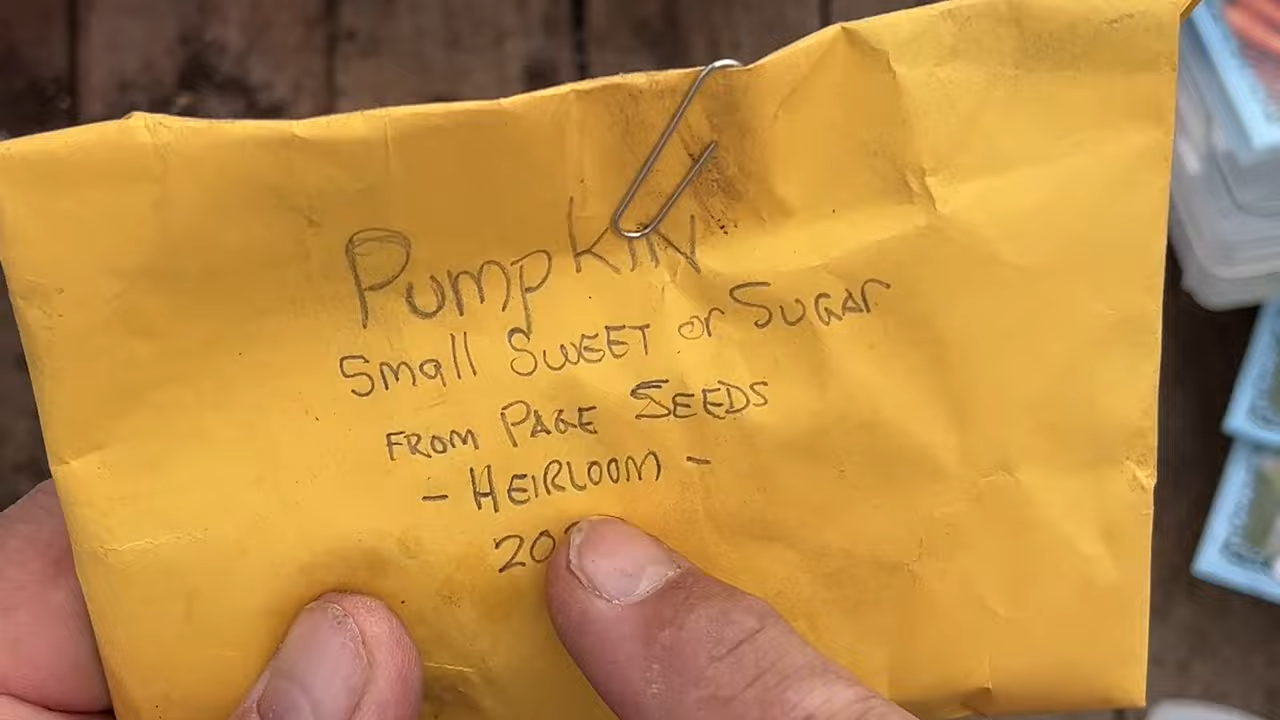 PumpKIN
Small SWEET or SUGAR
FROM PAGE SEEDS
- HEIRLOOM -